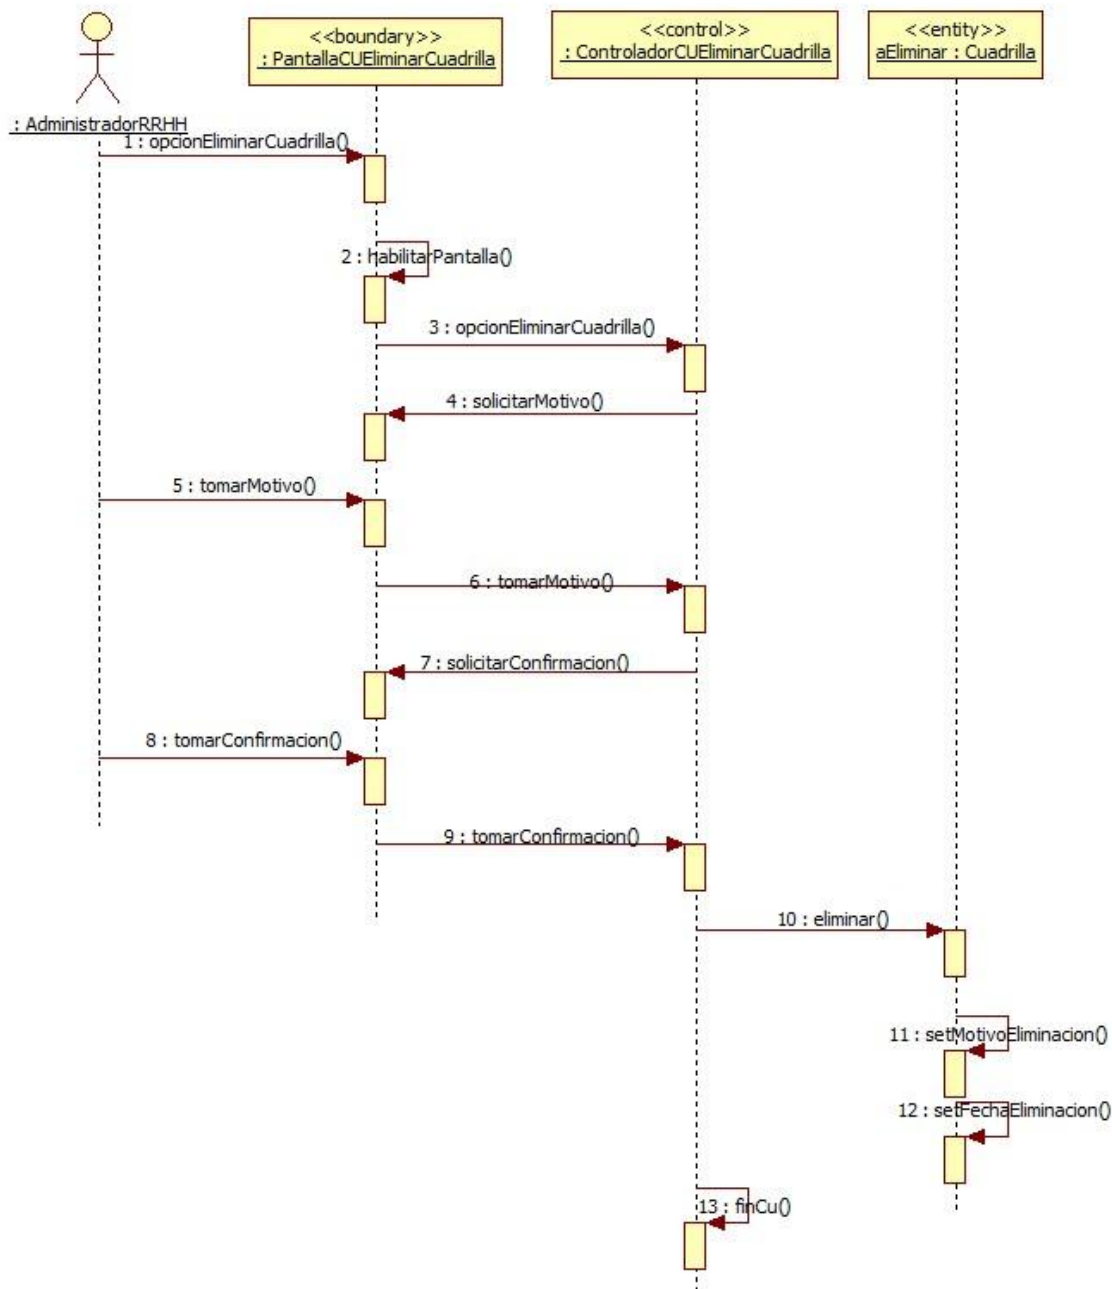 <<boundary>>
: PantallaCUEliminarCuadrilla
<<control>>
: ControladorCUEliminarCuadrilla
<<entity>>
aEliminar : Cuadrilla
: AdministradorRRHH
1 : opcionEliminarCuadrilla()
2 : habilitarPantalla()
3 : opcionEliminarCuadrilla()
4 : solicitarMotivo()
5 : tomarMotivo()
6 : tomarMotivo()
7 : solicitarConfirmacion()
8 : tomarConfirmacion()
9 : tomarConfirmacion()
10 : eliminar()
11 : setMotivoEliminacion()
12 : setFechaEliminacion()
13 : finCu()